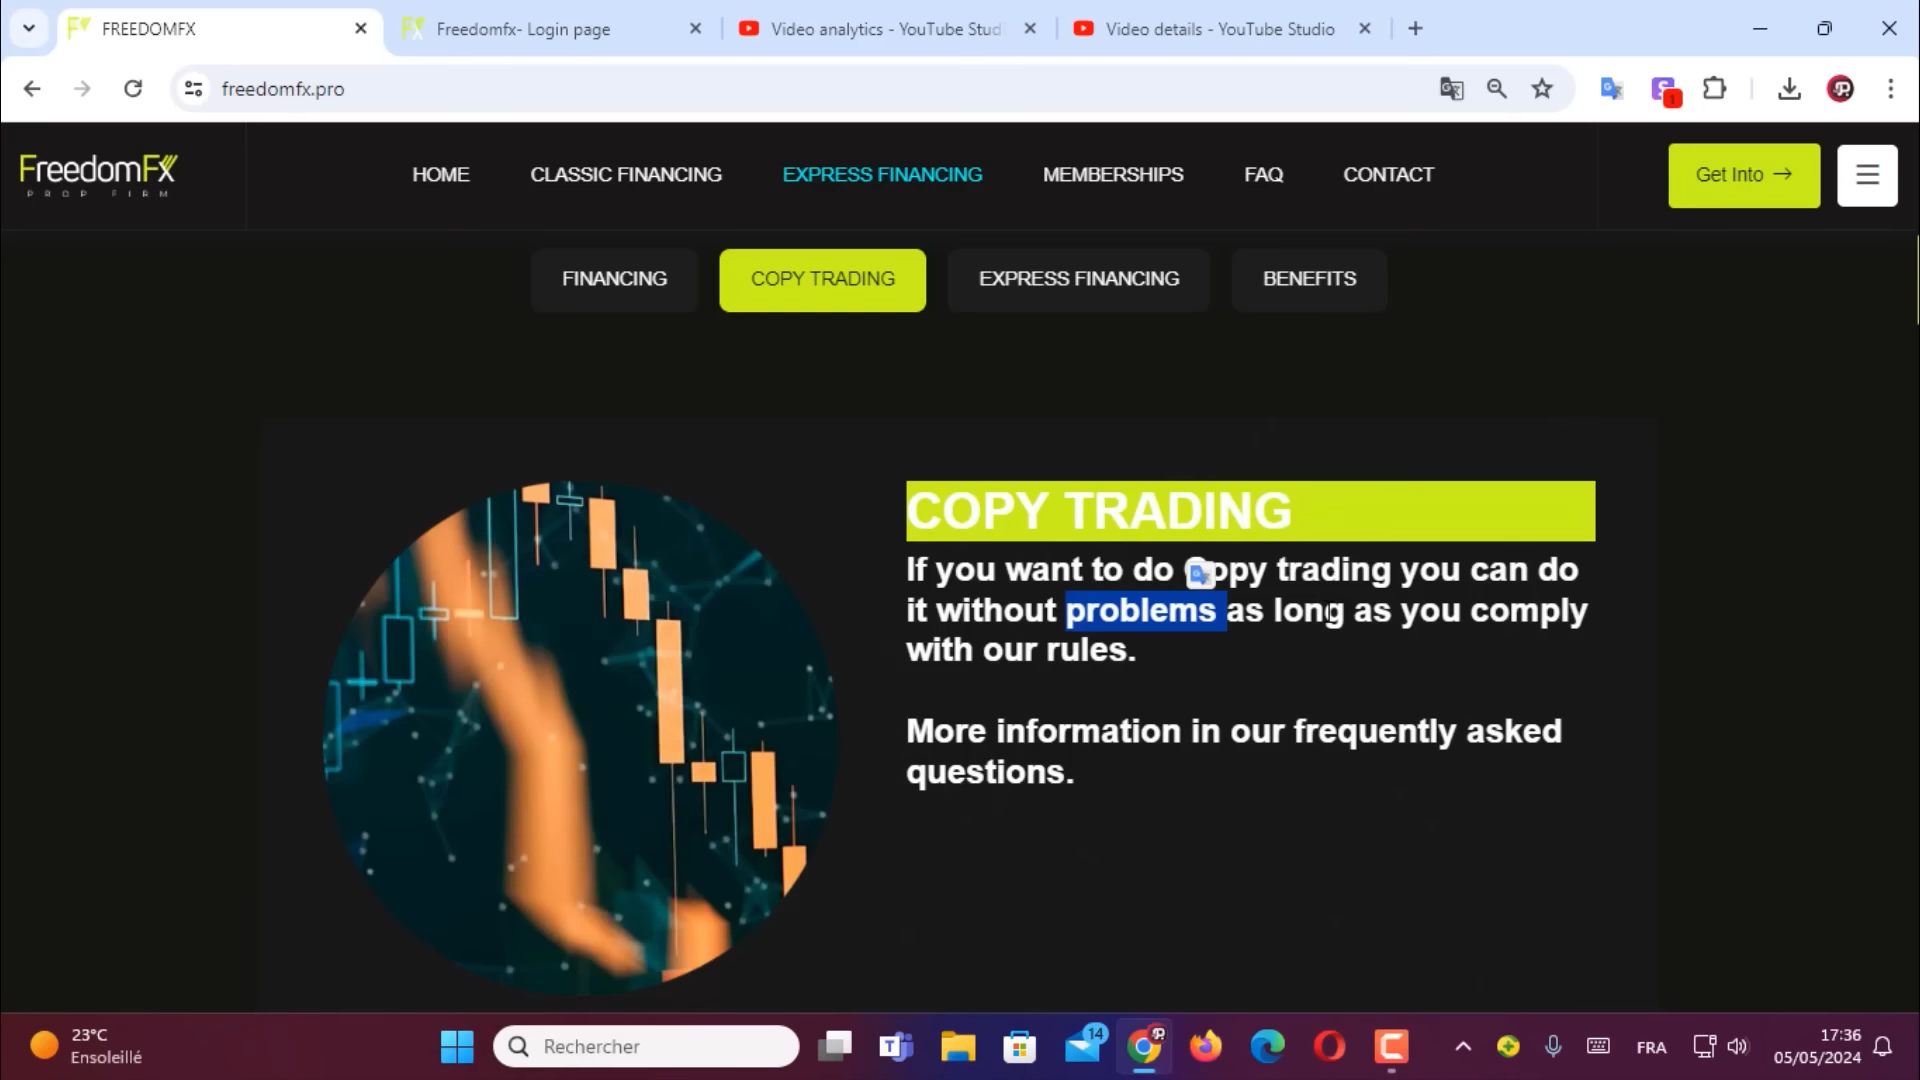 FREEDOMFX
Freedomfx- Login page
Video analytics - YouTube Stud
Video details - YouTube Studio
freedomfx.pro
1
FreedomFX
PROP FIRM
HOME
CLASSIC FINANCING
EXPRESS FINANCING
MEMBERSHIPS
FAQ
CONTACT
Get Into →
FINANCING
COPY TRADING
EXPRESS FINANCING
BENEFITS
COPY TRADING
If you want to do Copy trading you can do
it without problems as long as you comply
with our rules.
More information in our frequently asked
questions.
23°C
Ensoleillé
Rechercher
14
FRA
17:36
05/05/2024